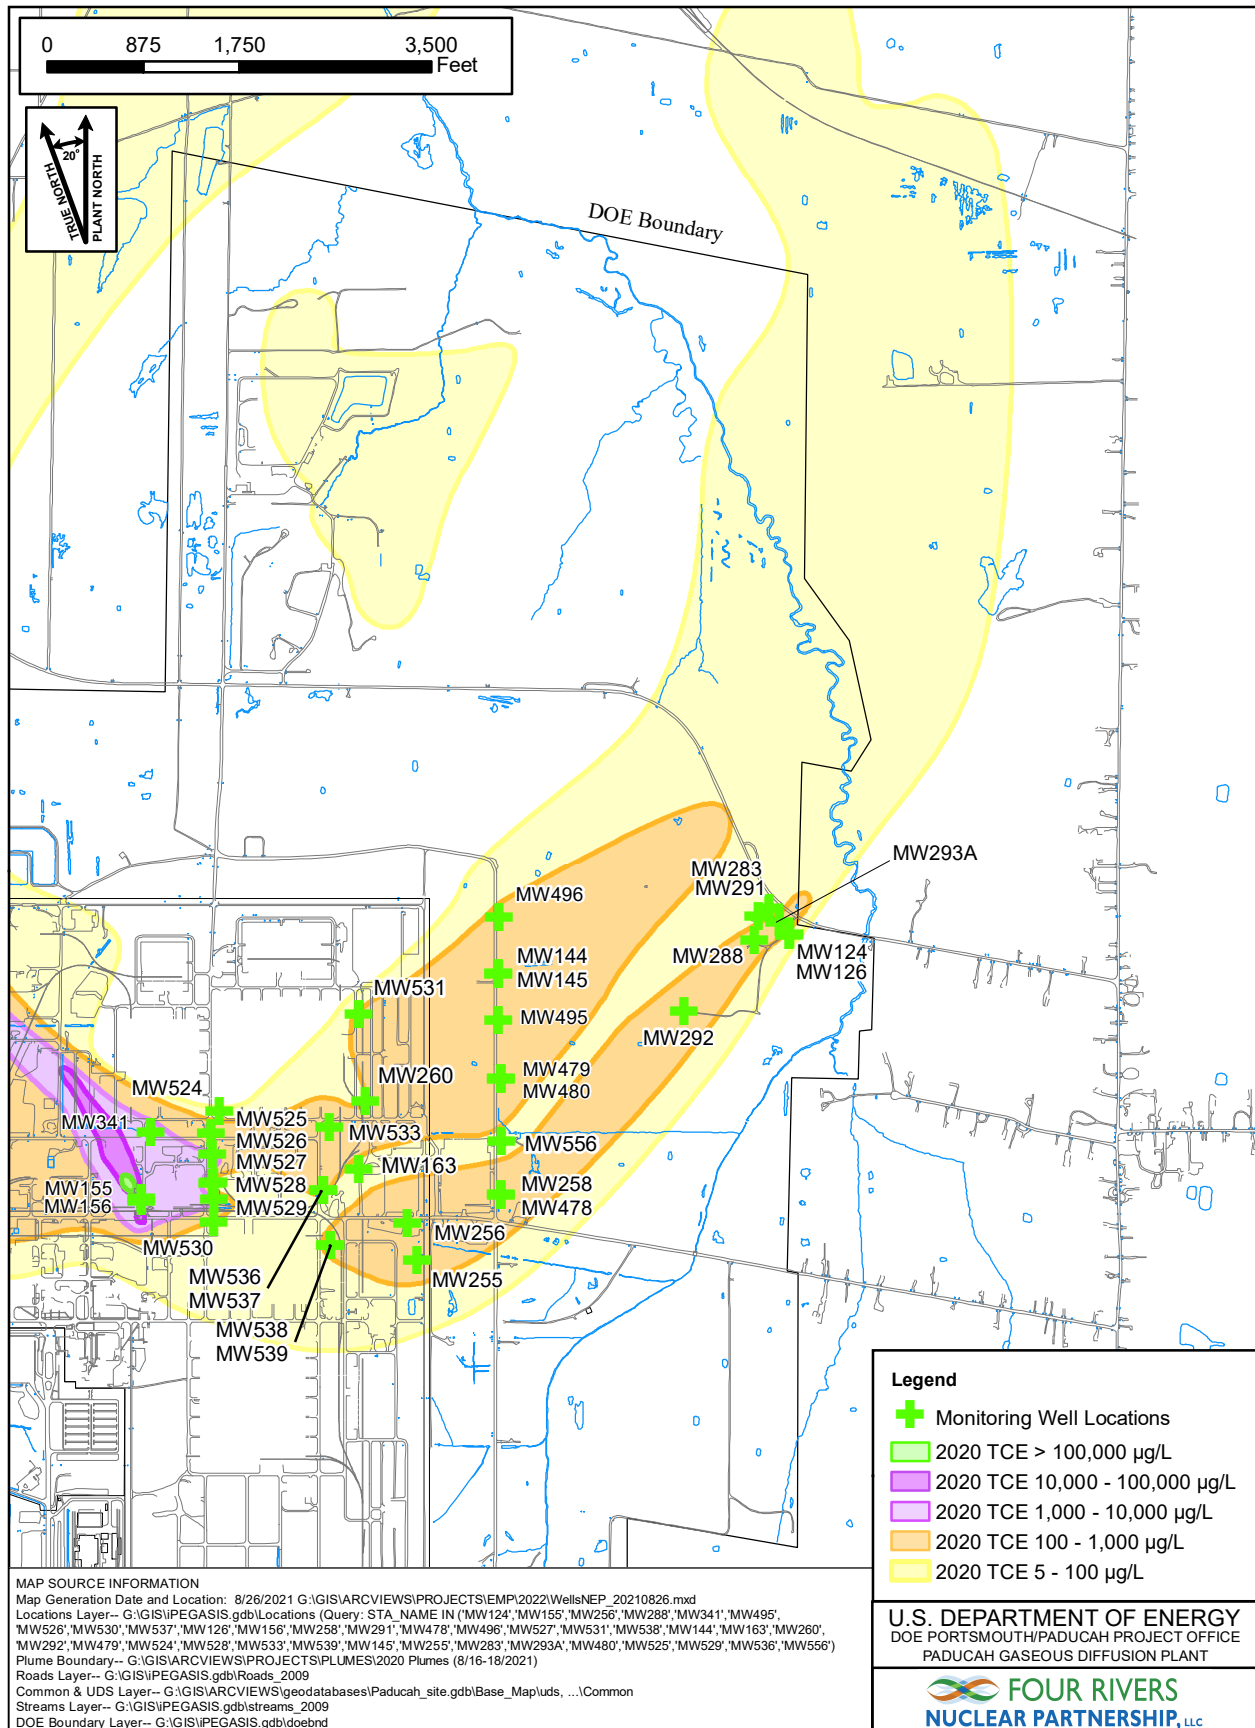 0 875 1,750 3,500
Feet
20°
TRUE NORTH
PLANT NORTH
DOE Boundary
MW293A
MW283
MW291
MW496
MW288
MW124
MW126
MW144
MW145
MW531
MW495
MW292
MW260
MW479
MW480
MW524
MW525
MW341
MW526
MW533
MW556
MW527
MW163
MW155
MW528
MW258
MW156
MW529
MW478
MW530
MW256
MW536
MW255
MW537
MW538
MW539
Legend
Monitoring Well Locations
2020 TCE > 100,000 µg/L
2020 TCE 10,000 - 100,000 µg/L
2020 TCE 1,000 - 10,000 µg/L
2020 TCE 100 - 1,000 µg/L
2020 TCE 5 - 100 µg/L
MAP SOURCE INFORMATION
Map Generation Date and Location: 8/26/2021 G:\GIS\ARCVIEWS\PROJECTS\EMP\2022\WellsNEP_20210826.mxd
Locations Layer-- G:\GIS\iPEGASIS.gdb\Locations (Query: STA_NAME IN ('MW124','MW155','MW256','MW288','MW341','MW495',
'MW526','MW530','MW537','MW126','MW156','MW258','MW291','MW478','MW496','MW527','MW531','MW538','MW144','MW163','MW260',
'MW292','MW479','MW524','MW528','MW533','MW539','MW145','MW255','MW283','MW293A','MW480','MW525','MW529','MW536','MW556')
Plume Boundary-- G:\GIS\ARCVIEWS\PROJECTS\PLUMES\2020 Plumes (8/16-18/2021)
Roads Layer-- G:\GIS\iPEGASIS.gdb\Roads_2009
Common & UDS Layer-- G:\GIS\ARCVIEWS\geodatabases\Paducah_site.gdb\Base_Map\uds, ...\Common
Streams Layer-- G:\GIS\iPEGASIS.gdb\streams_2009
DOE Boundary Layer-- G:\GIS\iPEGASIS.gdb\doebnd
U.S. DEPARTMENT OF ENERGY
DOE PORTSMOUTH/PADUCAH PROJECT OFFICE
PADUCAH GASEOUS DIFFUSION PLANT
FOUR RIVERS
NUCLEAR PARTNERSHIP, LLC